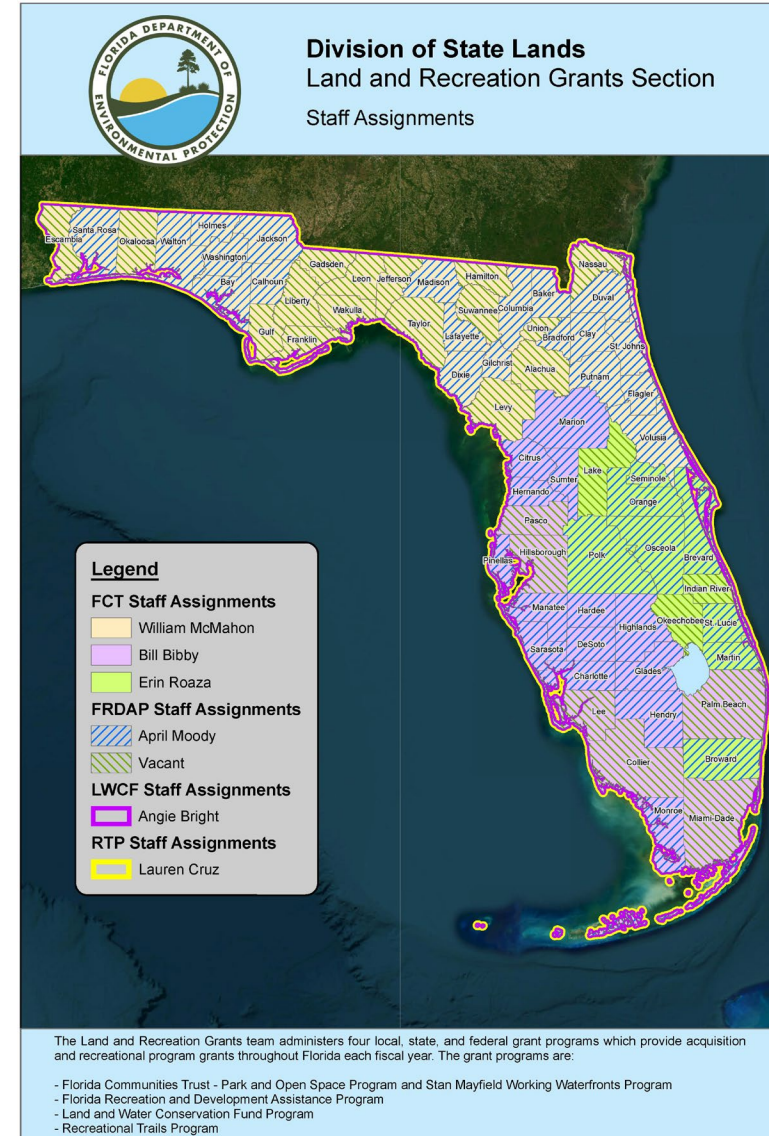 FLORIDA DEPARTMENT OF
ENVIRONMENTAL PROTECTION
Division of State Lands
Land and Recreation Grants Section
Staff Assignments
Escambia
Santa Rosa
Okaloosa
Walton
Holmes
Washington
Bay
Jackson
Calhoun
Gulf
Liberty
Gadsden
Franklin
Leon
Wakulla
Jefferson
Madison
Taylor
Hamilton
Suwannee
Lafayette
Dixie
Columbia
Gilchrist
Levy
Baker
Union
Bradford
Alachua
Nassau
Duval
Clay
St. Johns
Putnam
Flagler
Marion
Volusia
Citrus
Sumter
Lake
Hernando
Seminole
Orange
Pasco
Pinellas
Hillsborough
Polk
Osceola
Brevard
Indian River
Manatee
Hardee
Highlands
Okeechobee
St. Lucie
Sarasota
DeSoto
Martin
Charlotte
Glades
Lee
Hendry
Palm Beach
Collier
Broward
Monroe
Miami-Dade
Legend
FCT Staff Assignments
William McMahon
Bill Bibby
Erin Roaza
FRDAP Staff Assignments
April Moody
Vacant
LWCF Staff Assignments
Angie Bright
RTP Staff Assignments
Lauren Cruz
The Land and Recreation Grants team administers four local, state, and federal grant programs which provide acquisition
and recreational program grants throughout Florida each fiscal year. The grant programs are:
- Florida Communities Trust - Park and Open Space Program and Stan Mayfield Working Waterfronts Program
- Florida Recreation and Development Assistance Program
- Land and Water Conservation Fund Program
- Recreational Trails Program